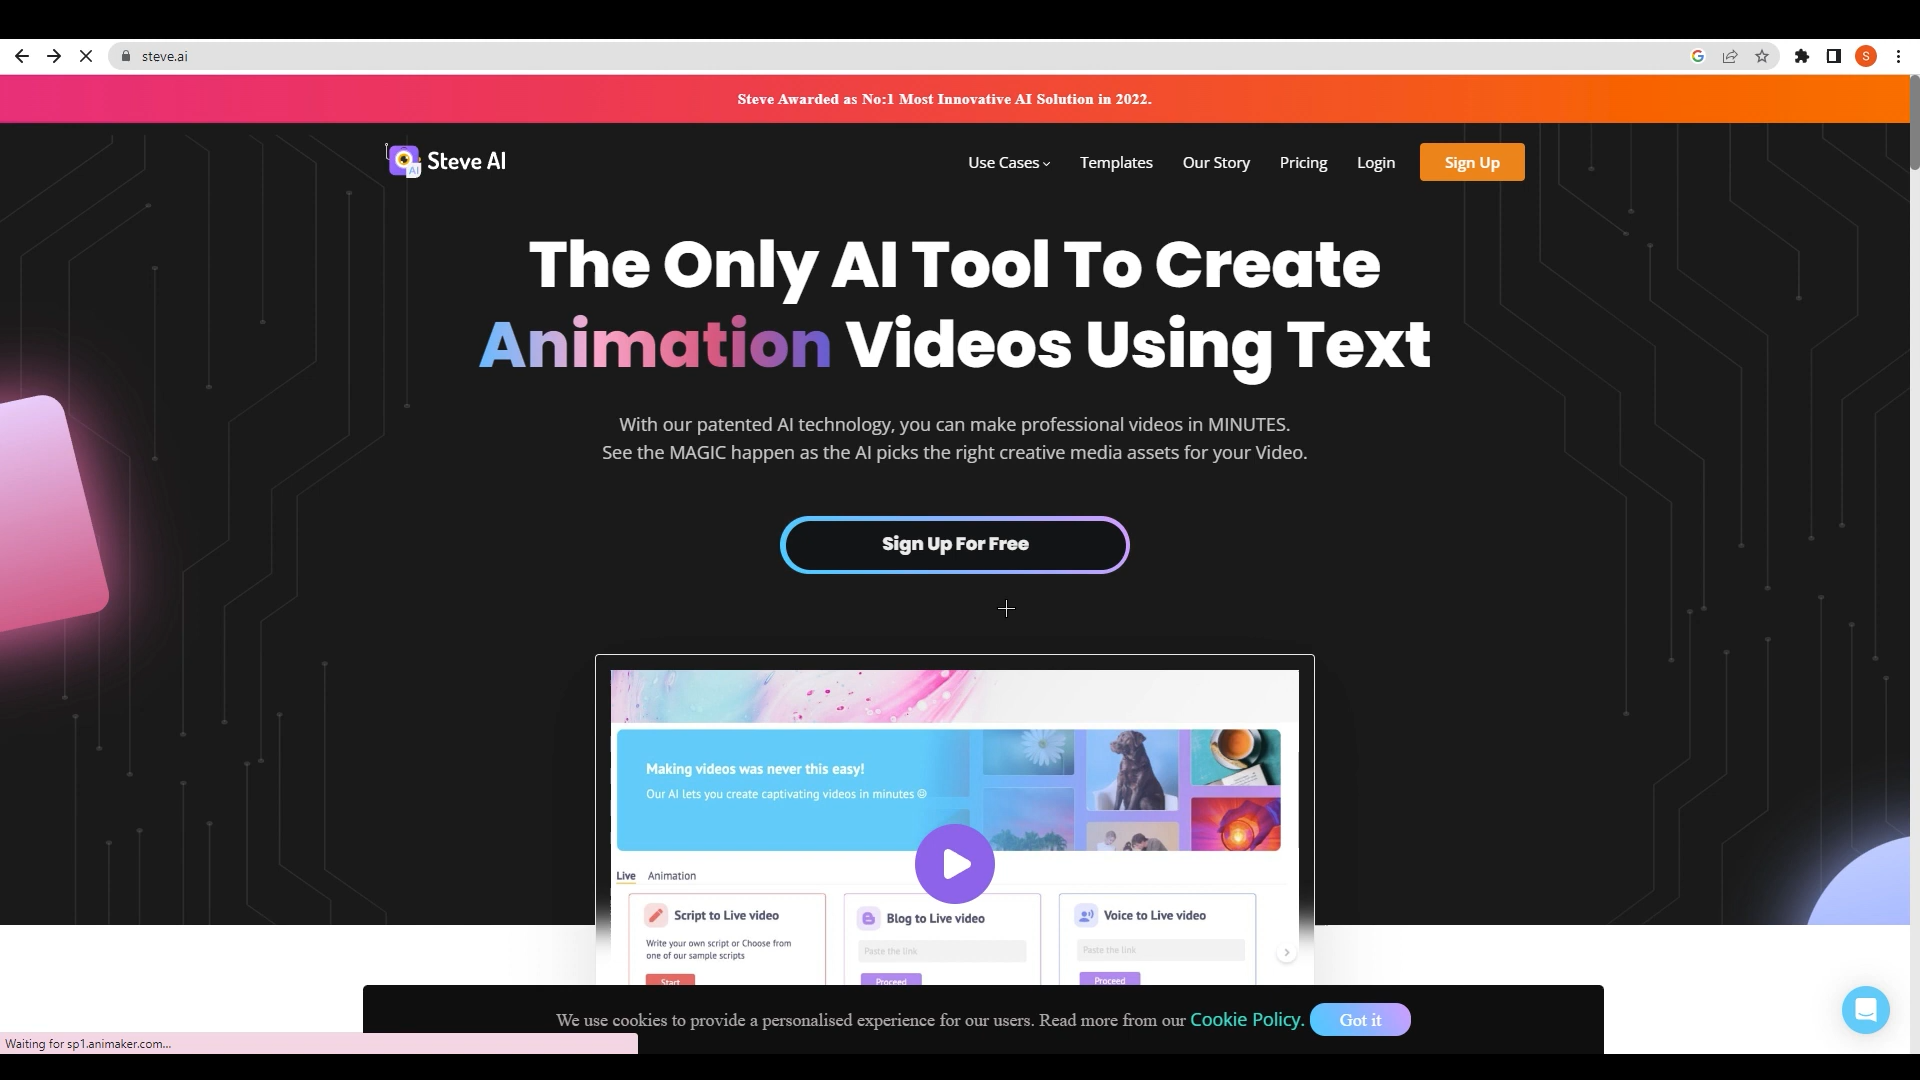 steve.ai
S
Steve Awarded as No:1 Most Innovative AI Solution in 2022.
AI
Steve AI
Use Cases
Templates
Our Story
Pricing
Login
Sign Up
The Only AI Tool To Create
Animation Videos Using Text
With our patented AI technology, you can make professional videos in MINUTES.
See the MAGIC happen as the AI picks the right creative media assets for your Video.
Sign Up For Free
Making videos was never this easy!
Our AI lets you create captivating videos in minutes
Live Animation
Script to Live video
Write your own script or Choose from
one of our sample scripts
Start
Blog to Live video
Paste the link
Proceed
Voice to Live video
Paste the link
Proceed
We use cookies to provide a personalised experience for our users. Read more from our Cookie Policy.
Got it
Waiting for sp1.animaker.com...